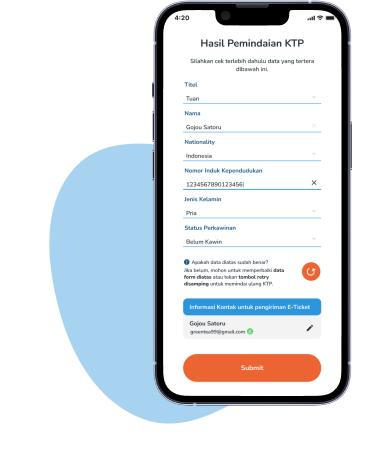 4:20
Hasil Pemindaian KTP
Silahkan cek terlebih dahulu data yang tertera
dibawah ini.
Titel
Tuan
Nama
Gojou Satoru
Nationality
Indonesia
Nomor Induk Kependudukan
1234567890123456
Jenis Kelamin
Pria
Status Perkawinan
Belum Kawin
Apakah data diatas sudah benar?
Jika belum, mohon untuk memperbaiki data
form diatas atau tekan tombol retry
disamping untuk memindai ulang KTP.
Informasi Kontak untuk pengiriman E-Ticket
Gojou Satoru
greentea99@gmail.com
Submit